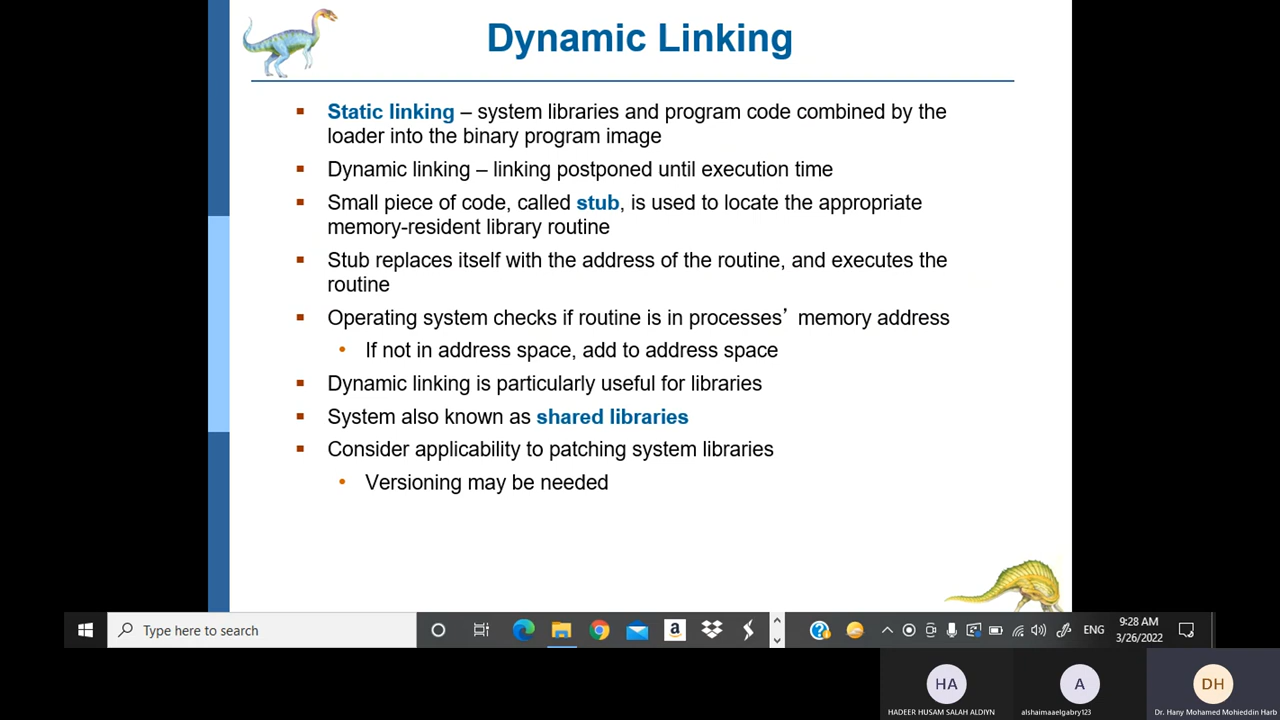 Dynamic Linking
Static linking – system libraries and program code combined by the
loader into the binary program image
Dynamic linking – linking postponed until execution time
Small piece of code, called stub, is used to locate the appropriate
memory-resident library routine
Stub replaces itself with the address of the routine, and executes the
routine
Operating system checks if routine is in processes’ memory address
If not in address space, add to address space
Dynamic linking is particularly useful for libraries
System also known as shared libraries
Consider applicability to patching system libraries
Versioning may be needed
Type here to search
a
ENG
9:28 AM
3/26/2022
HA
A
DH
HADEER HUSAM SALAH ALDIYN
alshaimaaelgabry123
Dr. Hany Mohamed Mohieddin Harb